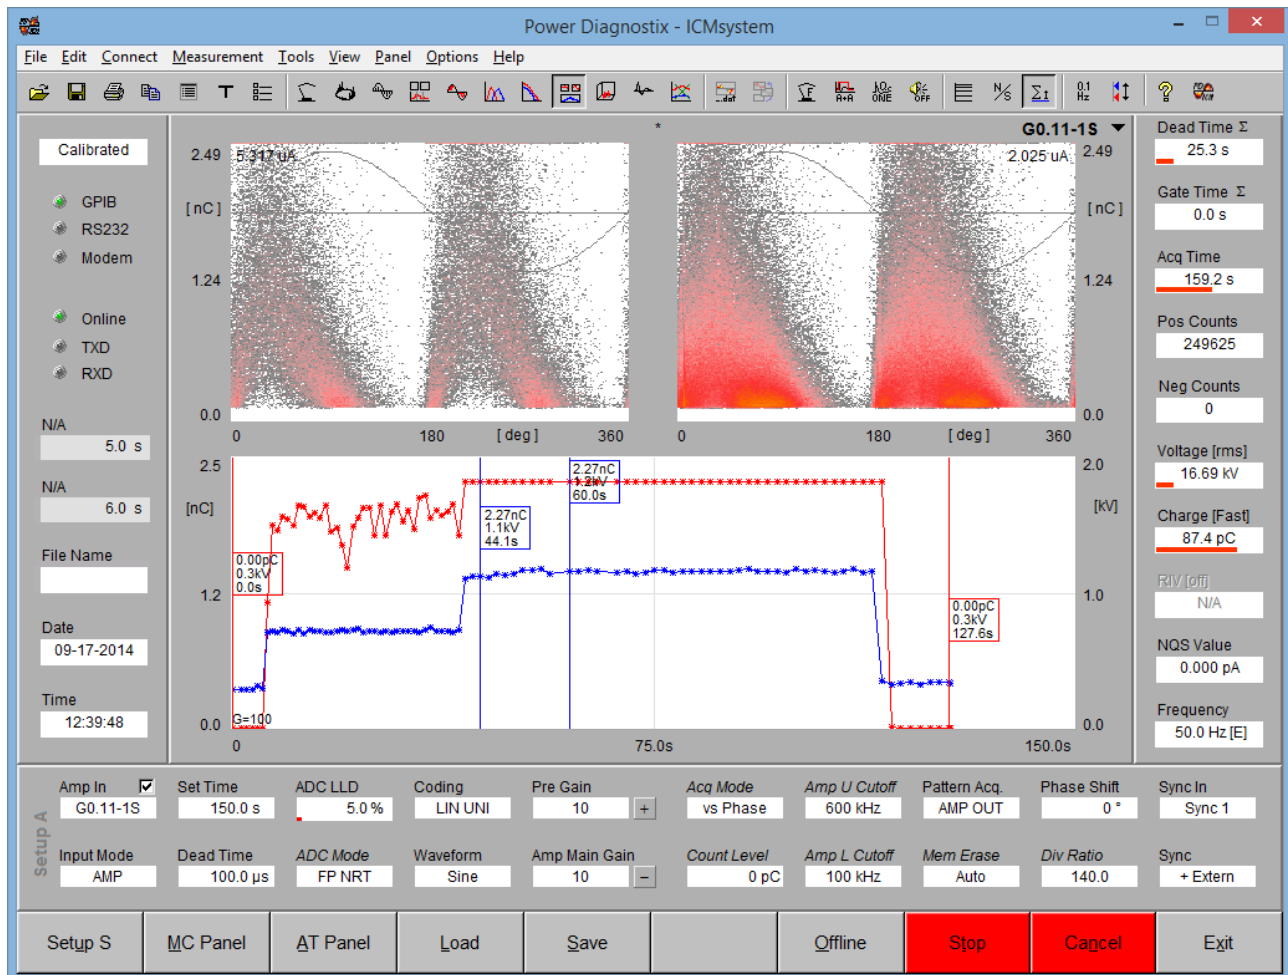 Power Diagnostix - ICMsystem
File Edit Connect Measurement Tools View Panel Options Help
T
...dat
A+A
ONE
OFF
N/S
Σ1
0.1 Hz
?
Calibrated
GPIB
RS232
Modem
Online
TXD
RXD
N/A
5.0 s
N/A
6.0 s
File Name
Date
09-17-2014
Time
12:39:48
*
G0.11-1S
2.49
5.317 uA
[ nC ]
1.24
0.0
0 180 [ deg ] 360
2.025 uA
2.49
[ nC ]
1.24
0.0
0 180 [ deg ] 360
2.5
[nC]
1.2
0.0
2.0
[kV]
1.0
0.0
0.00pC
0.3kV
0.0s
2.27nC
1.1kV
44.1s
2.27nC
1.2kV
60.0s
0.00pC
0.3kV
127.6s
G=100
0 75.0s 150.0s
Dead Time Σ
25.3 s
Gate Time Σ
0.0 s
Acq Time
159.2 s
Pos Counts
249625
Neg Counts
0
Voltage [rms]
16.69 kV
Charge [Fast]
87.4 pC
RIV [off]
N/A
NQS Value
0.000 pA
Frequency
50.0 Hz [E]
Setup A
Amp In Set Time ADC LLD Coding Pre Gain Acq Mode Amp U Cutoff Pattern Acq. Phase Shift Sync In
G0.11-1S 150.0 s 5.0 % LIN UNI 10 + vs Phase 600 kHz AMP OUT 0 ° Sync 1
Input Mode Dead Time ADC Mode Waveform Amp Main Gain Count Level Amp L Cutoff Mem Erase Div Ratio Sync
AMP 100.0 µs FP NRT Sine 10 − 0 pC 100 kHz Auto 140.0 + Extern
Setup S MC Panel AT Panel Load Save Offline Stop Cancel Exit